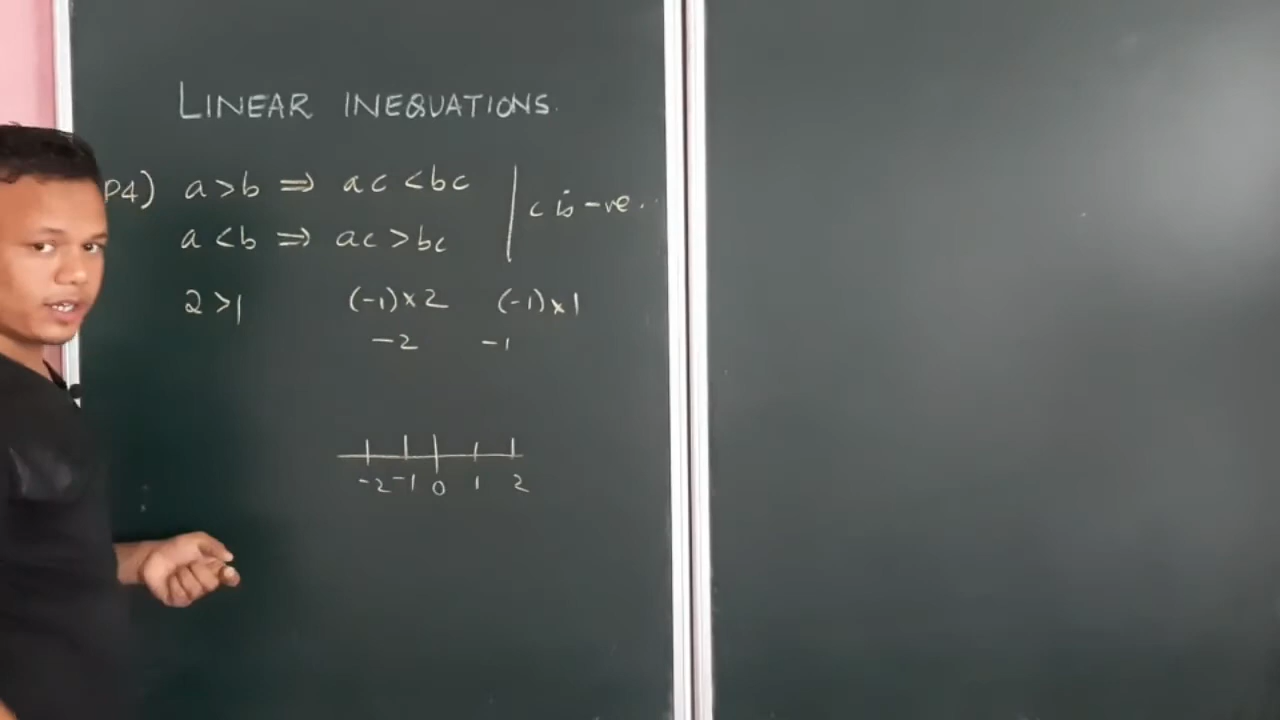 LINEAR INEQUATIONS.
P4) a>b ⇒ ac <bc | c is -ve.
a <b ⇒ ac >bc
2 >1 (-1)×2 (-1)×1
-2 -1
-2 -1 0 1 2